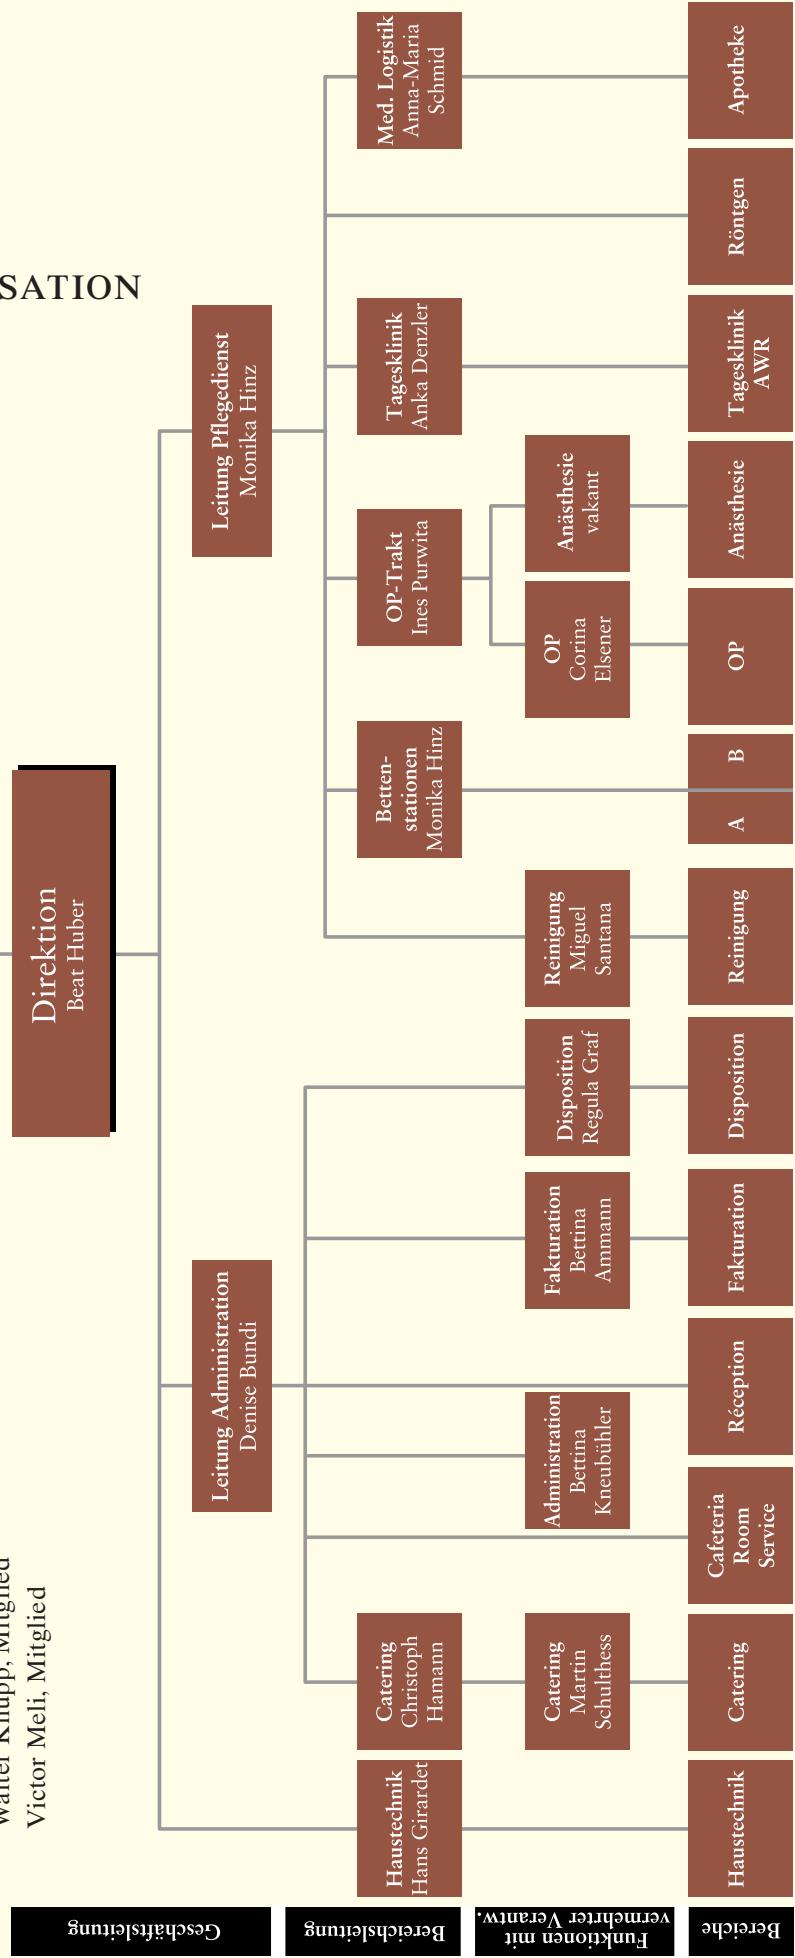 SATION
Walter Knupp, Mitglied
Victor Meli, Mitglied
Direktion
Beat Huber
Leitung Administration
Denise Bundi
Leitung Pflegedienst
Monika Hinz
Haustechnik
Hans Girardet
Catering
Christoph
Hamann
Betten-
stationen
Monika Hinz
OP-Trakt
Ines Purwita
Tagesklinik
Anka Denzler
Med. Logistik
Anna-Maria
Schmid
Catering
Martin
Schulthess
Administration
Bettina
Kneubühler
Fakturation
Bettina
Ammann
Disposition
Regula Graf
Reinigung
Miguel
Santana
OP
Corina
Elsener
Anästhesie
vakant
Haustechnik
Catering
Cafeteria
Room
Service
Réception
Fakturation
Disposition
Reinigung
A
B
OP
Anästhesie
Tagesklinik
AWR
Röntgen
Apotheke
Geschäftsleitung
Bereichsleitung
Funktionen mit
vermehrter Verantw.
Bereiche